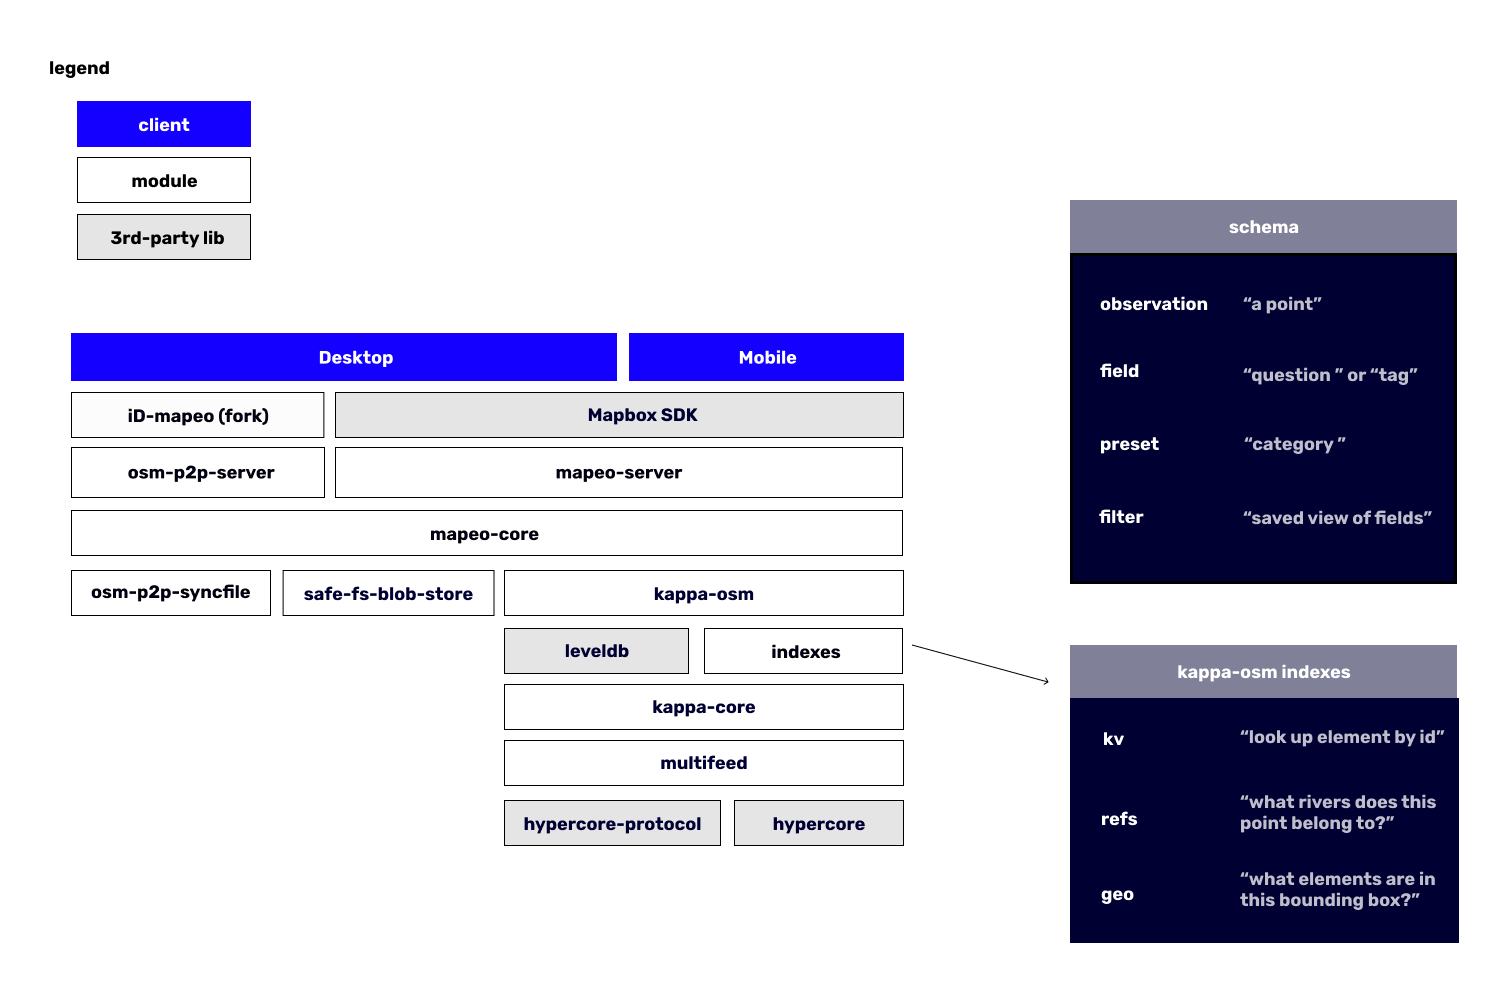 legend
client
module
3rd-party lib
Desktop
Mobile
iD-mapeo (fork)
Mapbox SDK
osm-p2p-server
mapeo-server
mapeo-core
osm-p2p-syncfile
safe-fs-blob-store
kappa-osm
leveldb
indexes
kappa-core
multifeed
hypercore-protocol
hypercore
schema
observation
“a point”
field
“question ” or “tag”
preset
“category ”
filter
“saved view of fields”
kappa-osm indexes
kv
“look up element by id”
refs
“what rivers does this
point belong to?”
geo
“what elements are in
this bounding box?”